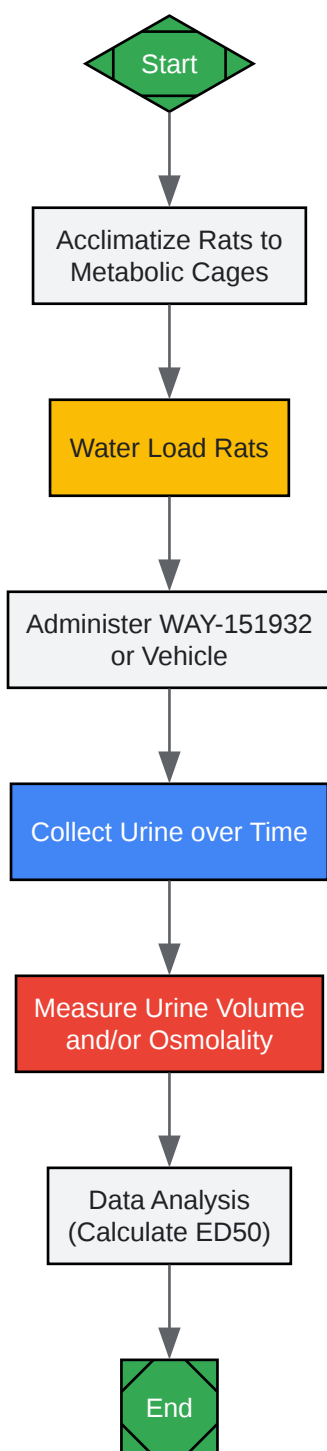 Start
Acclimatize Rats to
Metabolic Cages
Water Load Rats
Administer WAY-151932
or Vehicle
Collect Urine over Time
Measure Urine Volume
and/or Osmolality
Data Analysis
(Calculate ED50)
End